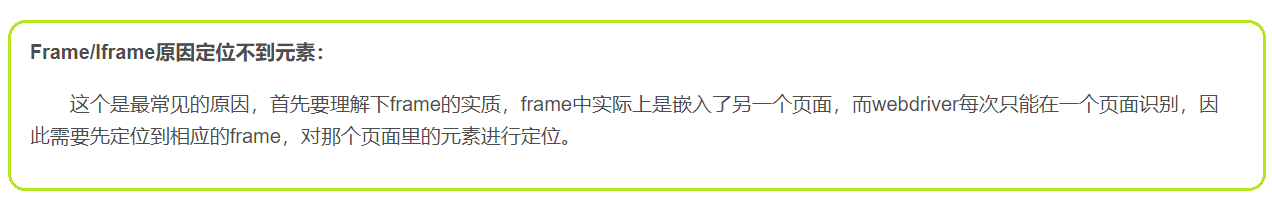 Frame/Iframe原因定位不到元素：
这个是最常见的原因，首先要理解下frame的实质，frame中实际上是嵌入了另一个页面，而webdriver每次只能在一个页面识别，因
此需要先定位到相应的frame，对那个页面里的元素进行定位。